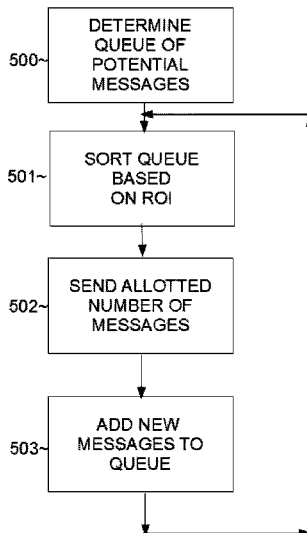 DETERMINE
QUEUE OF
POTENTIAL
MESSAGES
500~
SORT QUEUE
BASED
ON ROI
501~
SEND ALLOTTED
NUMBER OF
MESSAGES
502~
ADD NEW
MESSAGES TO
QUEUE
503~